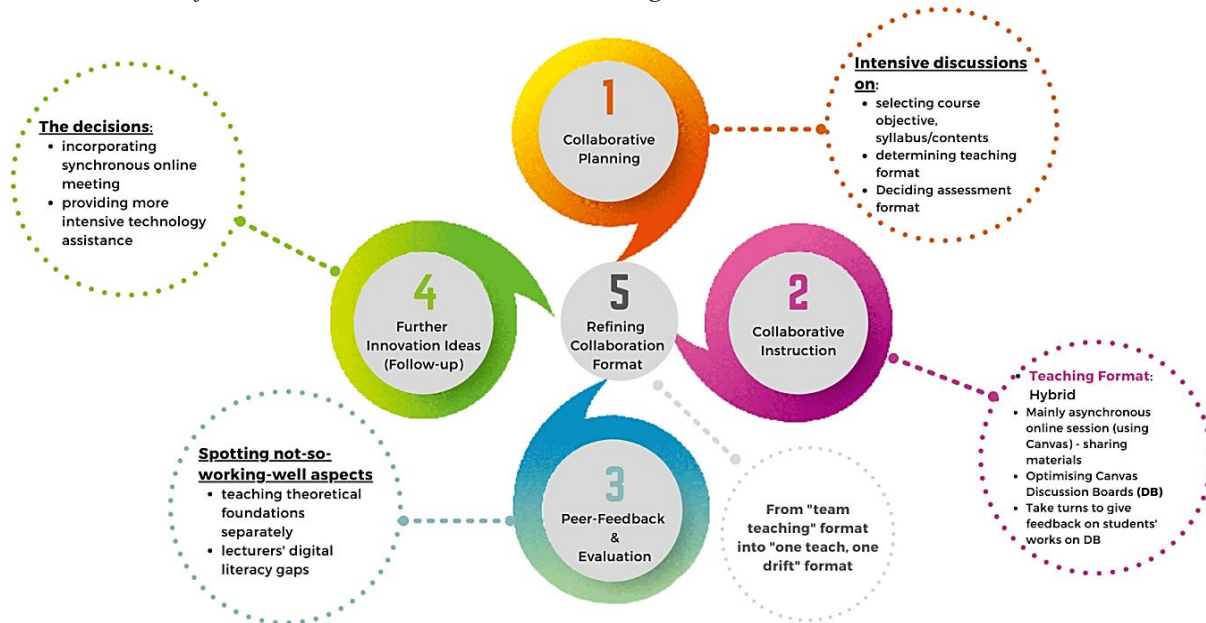 1
Collaborative
Planning
Intensive discussions
on:
• selecting course
objective,
syllabus/contents
• determining teaching
format
• Deciding assessment
format
2
Collaborative
Instruction
• Teaching Format:
Hybrid
• Mainly asynchronous
online session (using
Canvas) - sharing
materials
• Optimising Canvas
Discussion Boards (DB)
• Take turns to give
feedback on students'
works on DB
3
Peer-Feedback
&
Evaluation
Spotting not-so-
working-well aspects
• teaching theoretical
foundations
separately
• lecturers' digital
literacy gaps
4
Further
Innovation Ideas
(Follow-up)
The decisions:
• incorporating
synchronous online
meeting
• providing more
intensive technology
assistance
5
Refining
Collaboration
Format
From "team
teaching" format
into "one teach, one
drift" format